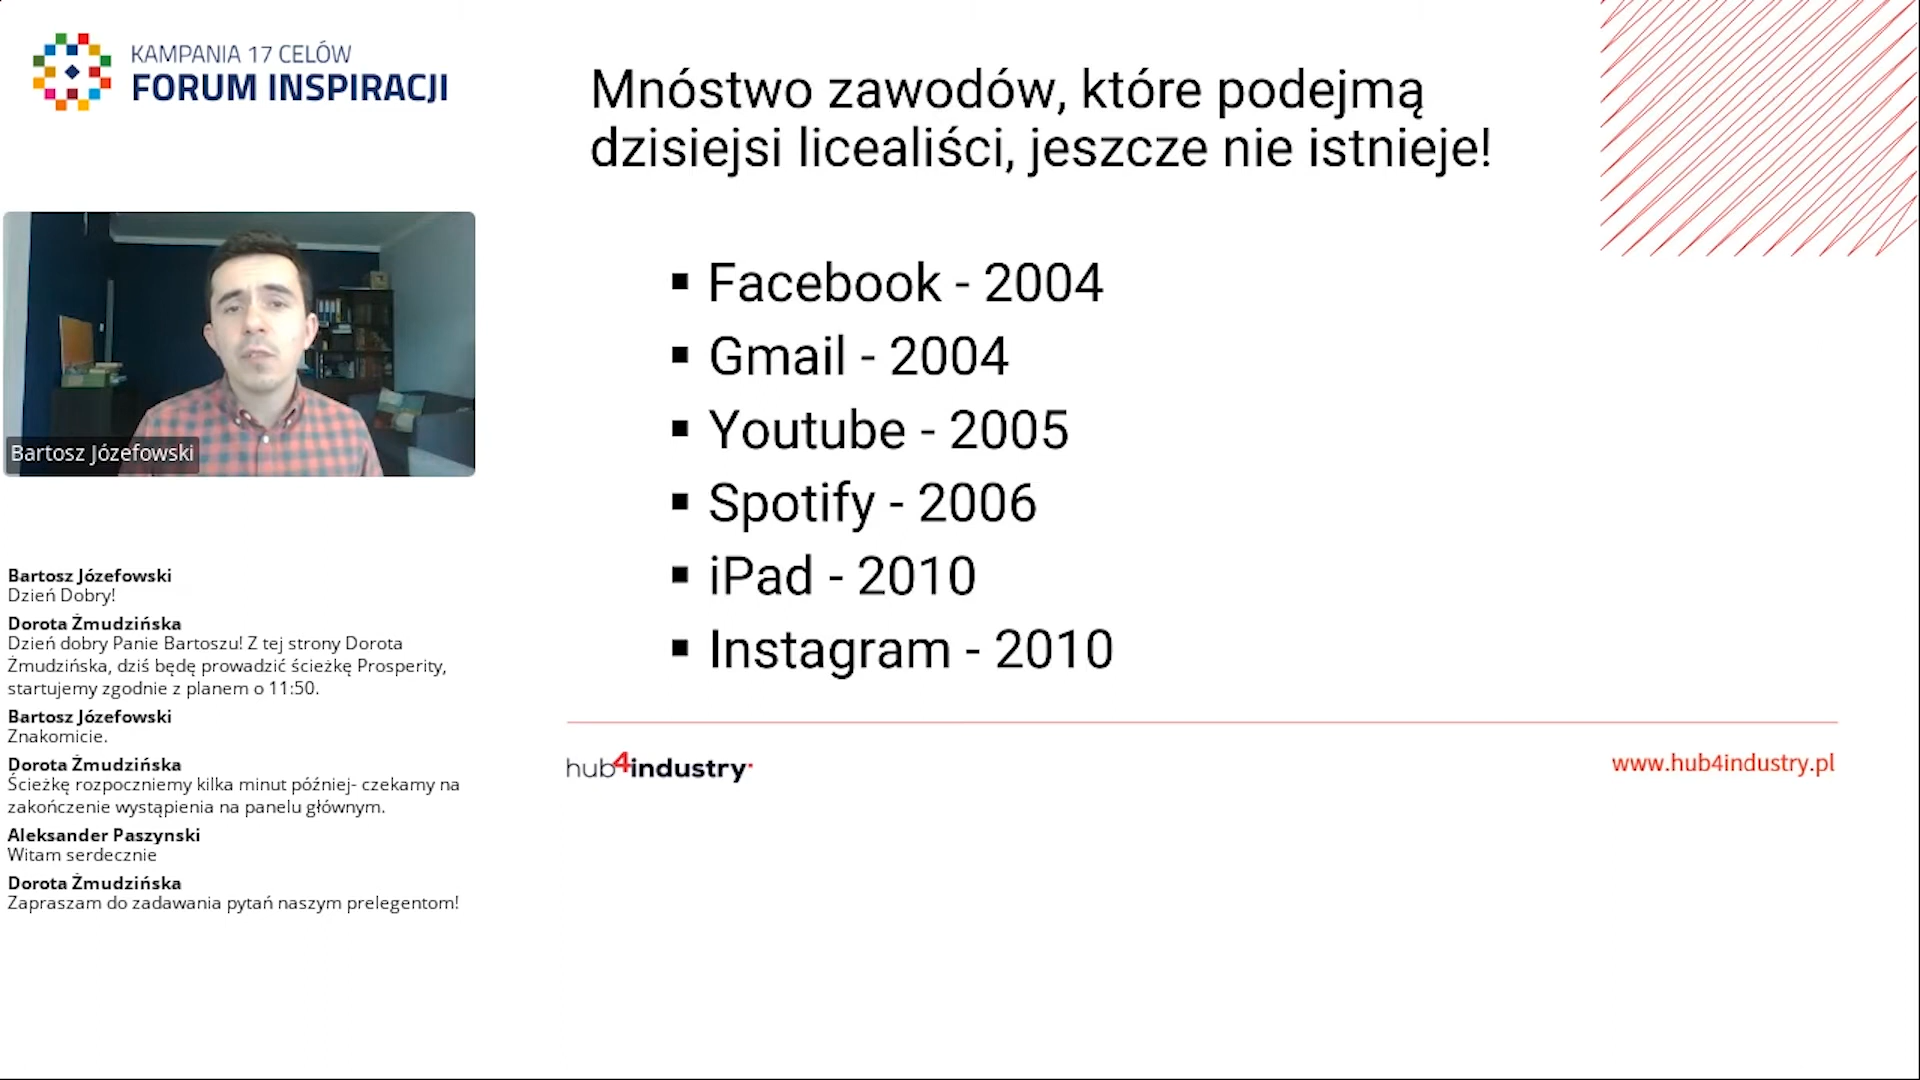 KAMPANIA 17 CELÓW
FORUM INSPIRACJI
Mnóstwo zawodów, które podejmą
dzisiejsi licealiści, jeszcze nie istnieje!
▪ Facebook - 2004
▪ Gmail - 2004
▪ Youtube - 2005
▪ Spotify - 2006
▪ iPad - 2010
▪ Instagram - 2010
hub4industry
www.hub4industry.pl
Bartosz Józefowski
Bartosz Józefowski
Dzień Dobry!
Dorota Żmudzińska
Dzień dobry Panie Bartoszu! Z tej strony Dorota
Żmudzińska, dziś będę prowadzić ścieżkę Prosperity,
startujemy zgodnie z planem o 11:50.
Bartosz Józefowski
Znakomicie.
Dorota Żmudzińska
Ścieżkę rozpoczniemy kilka minut później- czekamy na
zakończenie wystąpienia na panelu głównym.
Aleksander Paszynski
Witam serdecznie
Dorota Żmudzińska
Zapraszam do zadawania pytań naszym prelegentom!